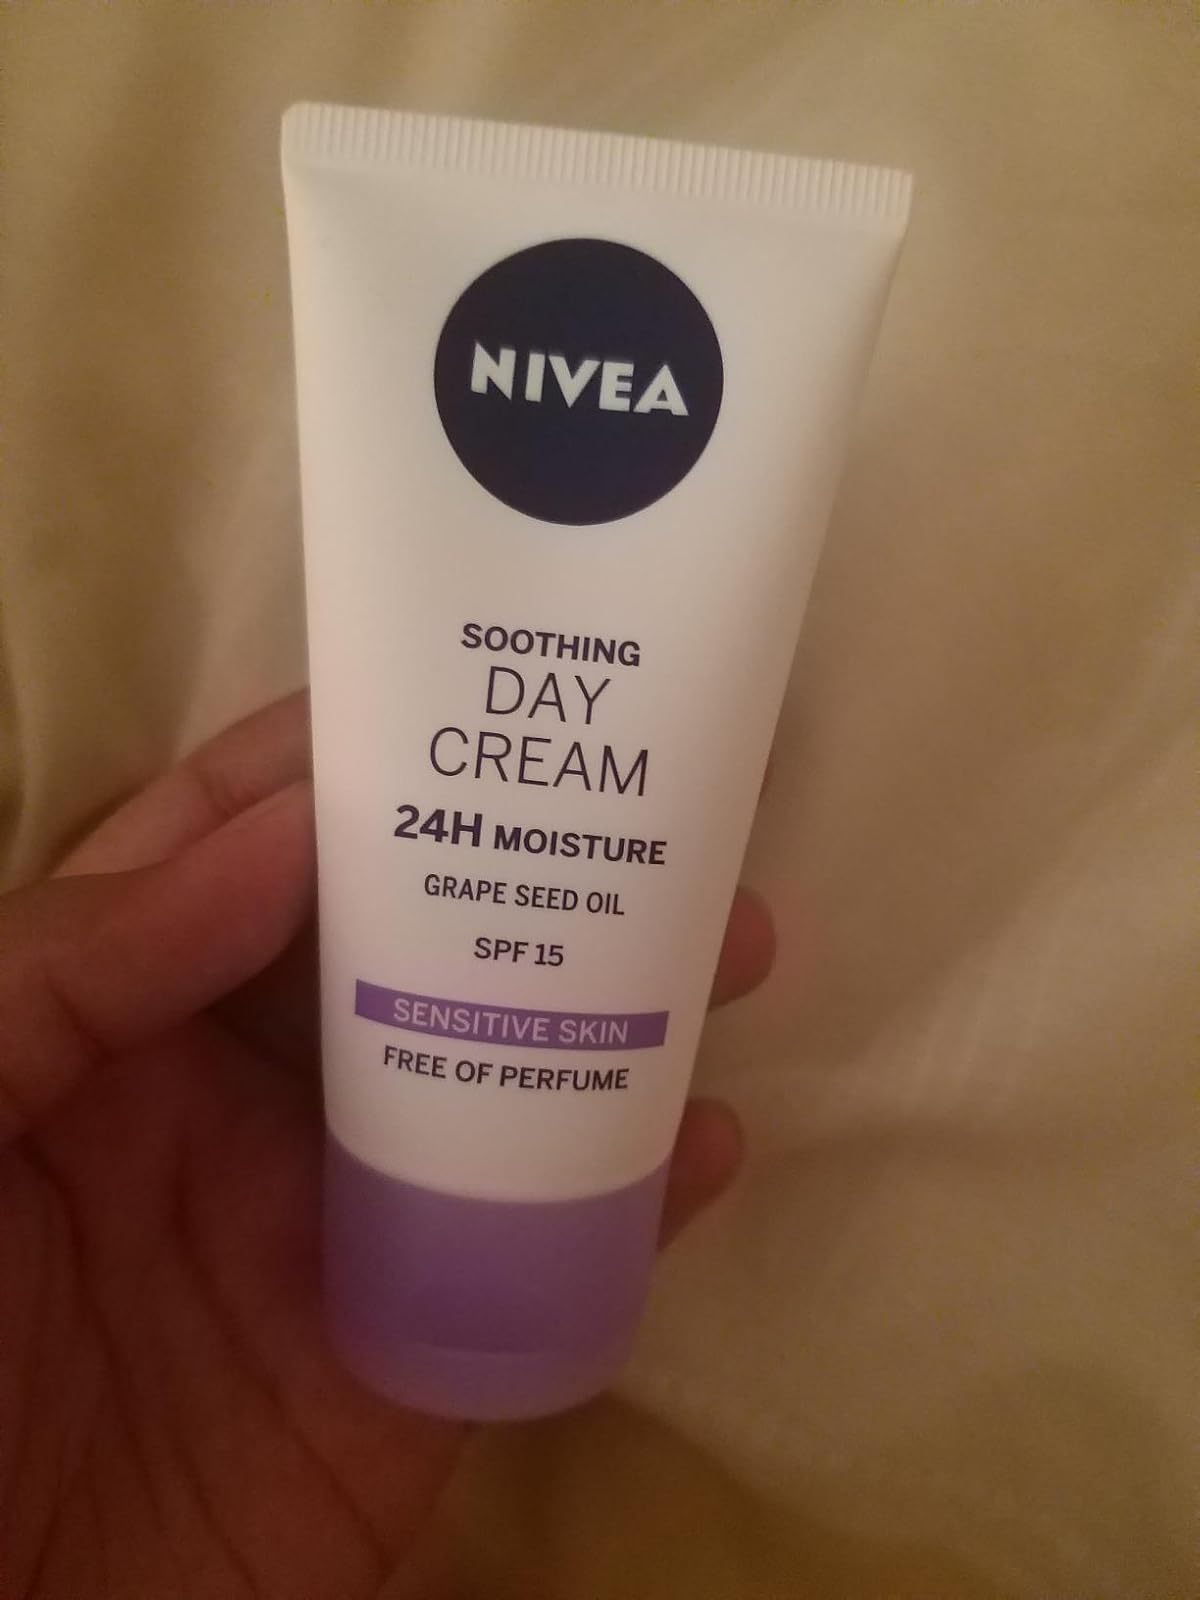 NIVEA
SOOTHING
DAY
CREAM
24H MOISTURE
GRAPE SEED OIL
SPF 15
SENSITIVE SKIN
FREE OF PERFUME